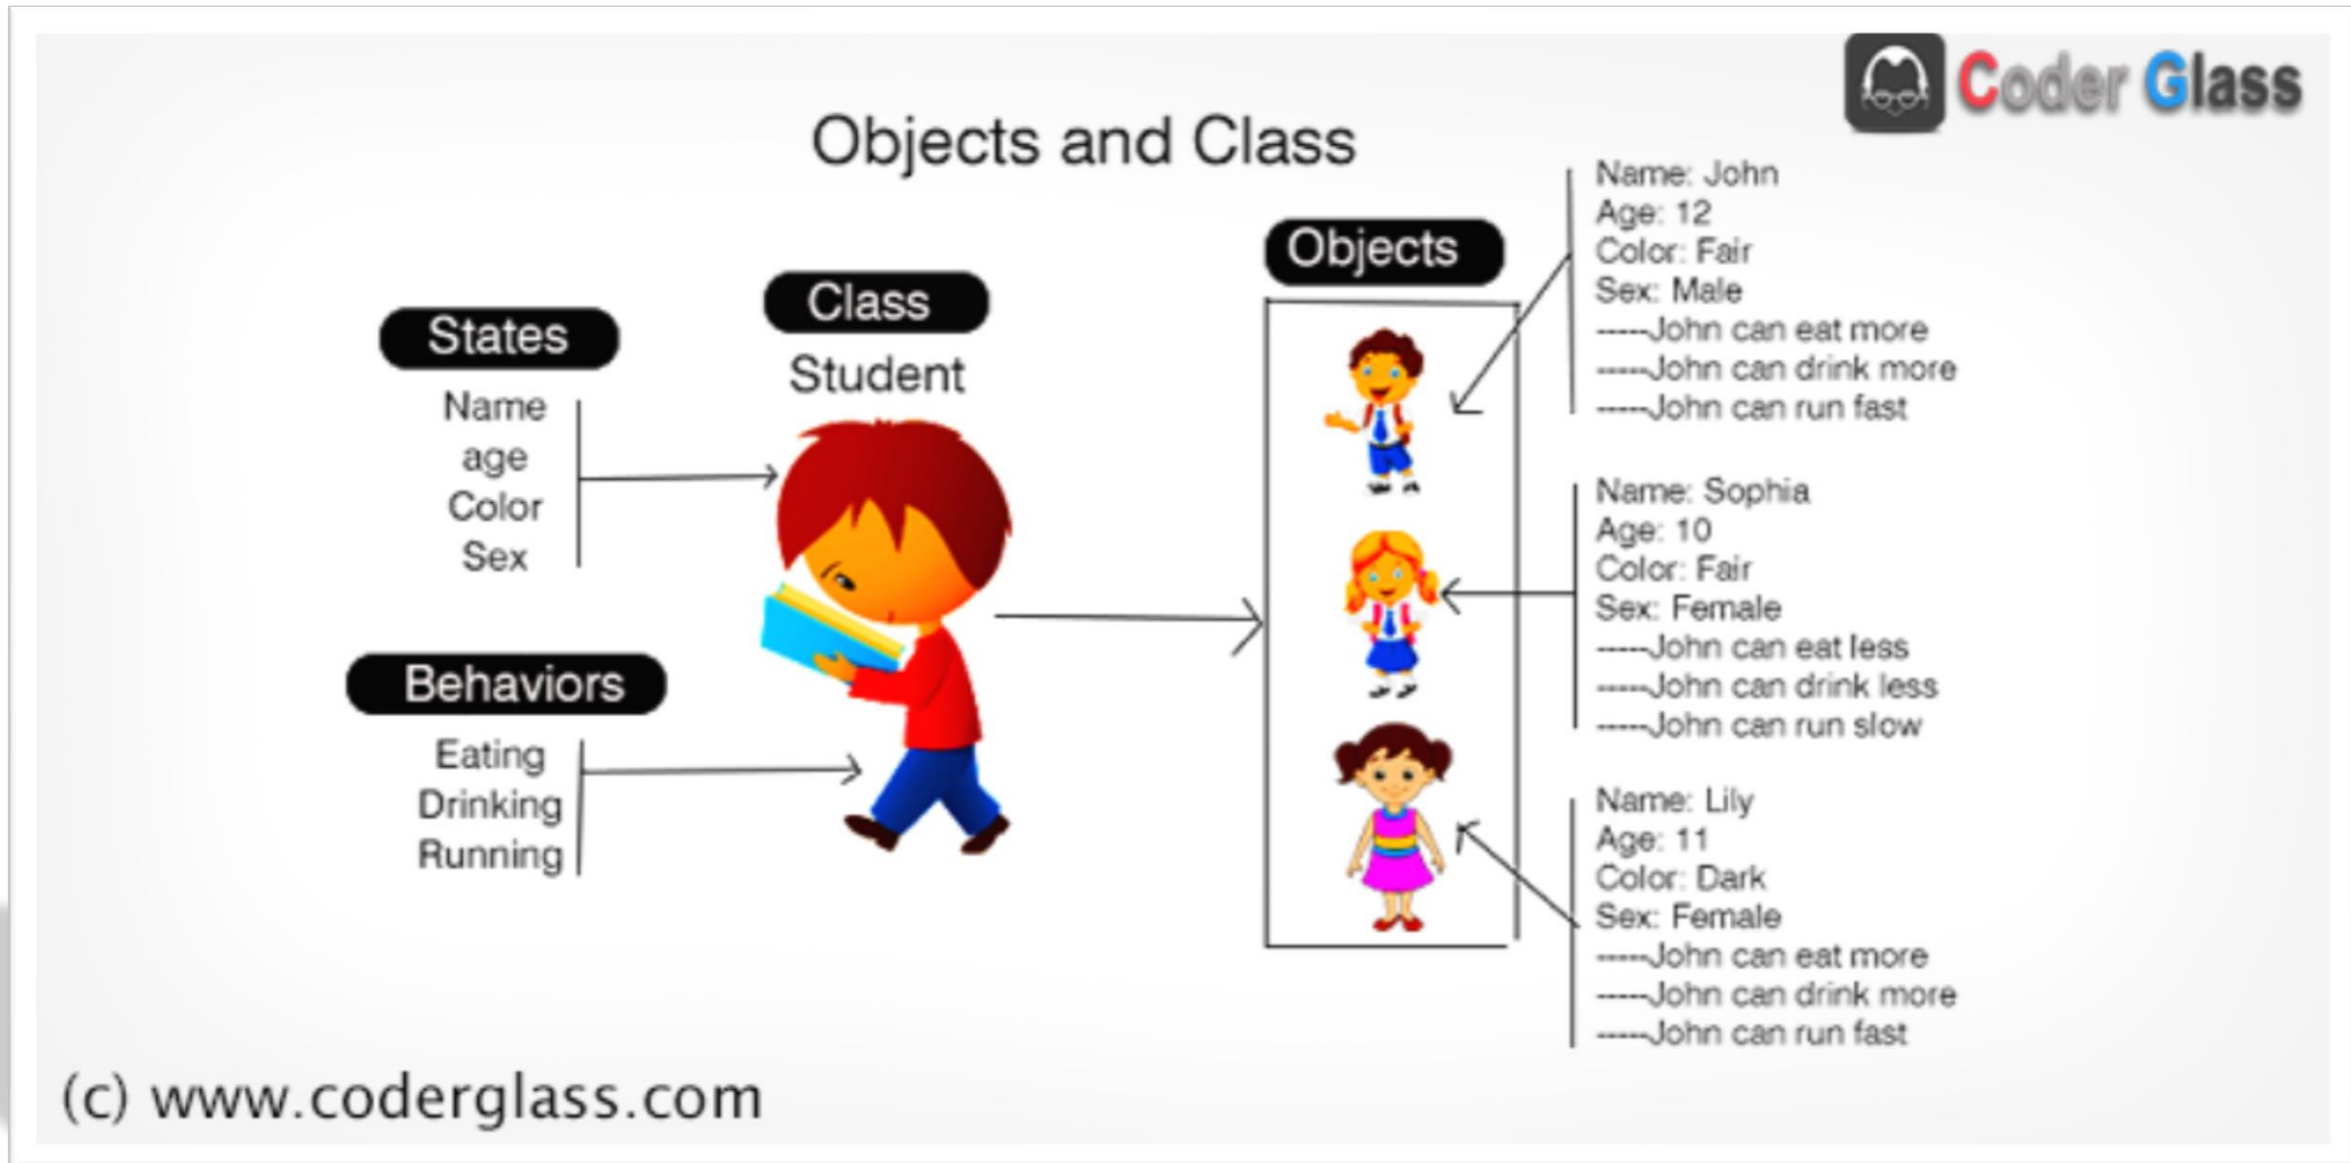 Coder Glass
Objects and Class
States
Name
age
Color
Sex
Behaviors
Eating
Drinking
Running
Class
Student
Objects
Name: John
Age: 12
Color: Fair
Sex: Male
-----John can eat more
-----John can drink more
-----John can run fast
Name: Sophia
Age: 10
Color: Fair
Sex: Female
-----John can eat less
-----John can drink less
-----John can run slow
Name: Lily
Age: 11
Color: Dark
Sex: Female
-----John can eat more
-----John can drink more
-----John can run fast
(c) www.coderglass.com